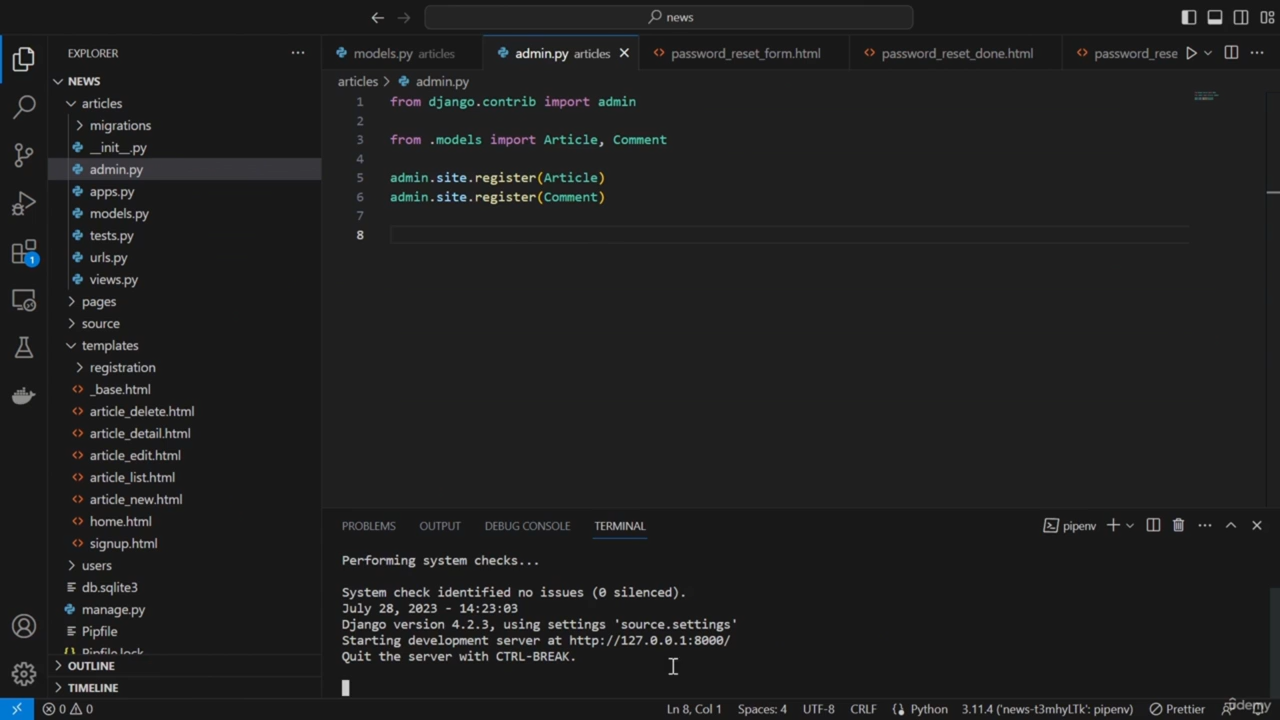 news
EXPLORER
models.py articles
admin.py articles
password_reset_form.html
password_reset_done.html
password_rese
NEWS
articles > admin.py
articles
migrations
__init__.py
admin.py
apps.py
models.py
tests.py
urls.py
views.py
pages
source
templates
registration
_base.html
article_delete.html
article_detail.html
article_edit.html
article_list.html
article_new.html
home.html
signup.html
users
db.sqlite3
manage.py
Pipfile
Pipfile.lock
OUTLINE
TIMELINE
1 from django.contrib import admin
2
3 from .models import Article, Comment
4
5 admin.site.register(Article)
6 admin.site.register(Comment)
7
8
1
PROBLEMS OUTPUT DEBUG CONSOLE TERMINAL
pipenv
Performing system checks...
System check identified no issues (0 silenced).
July 28, 2023 - 14:23:03
Django version 4.2.3, using settings 'source.settings'
Starting development server at http://127.0.0.1:8000/
Quit the server with CTRL-BREAK.
0 0 Ln 8, Col 1 Spaces: 4 UTF-8 CRLF Python 3.11.4 ('news-t3mhyLTk': pipenv) Prettier
Udemy